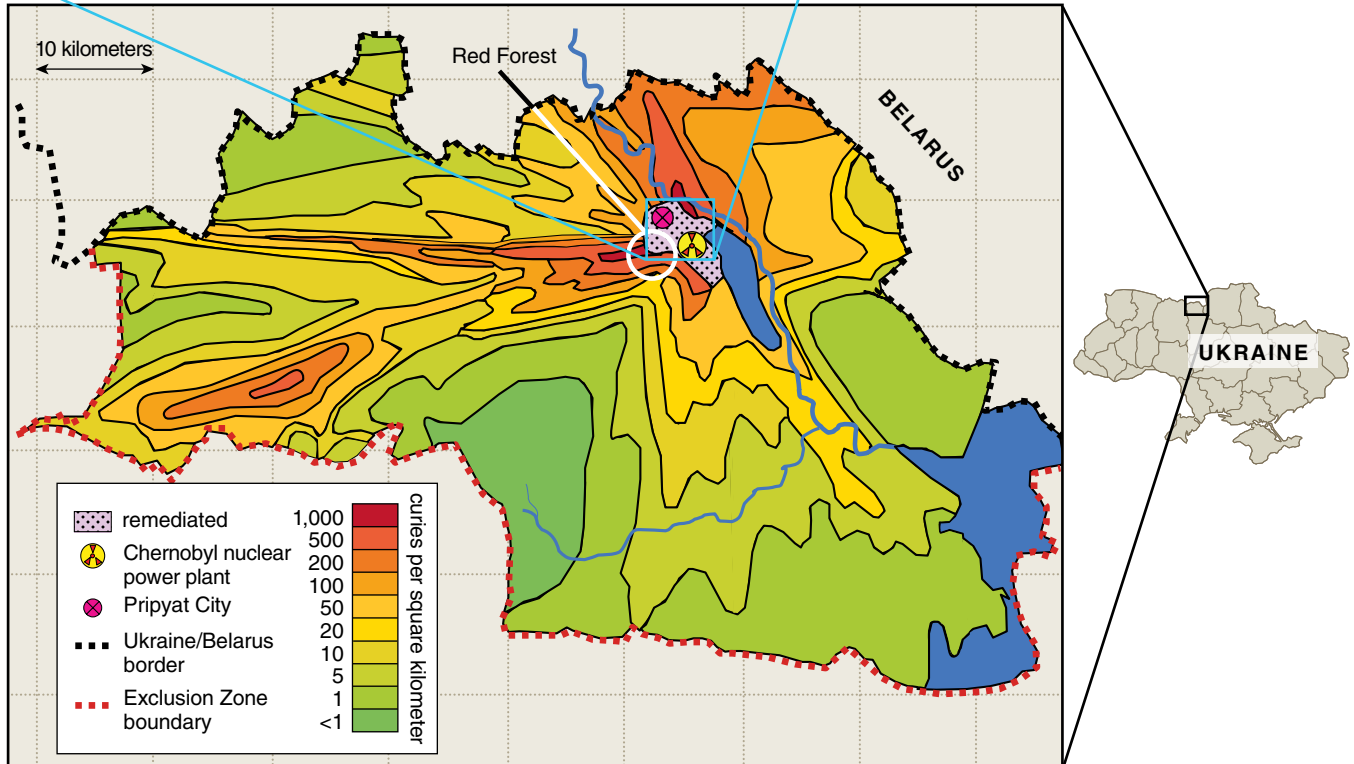 10 kilometers
Red Forest
BELARUS
UKRAINE
remediated
Chernobyl nuclear
power plant
Pripyat City
Ukraine/Belarus
border
Exclusion Zone
boundary
1,000
500
200
100
50
20
10
5
1
<1
curies per square kilometer